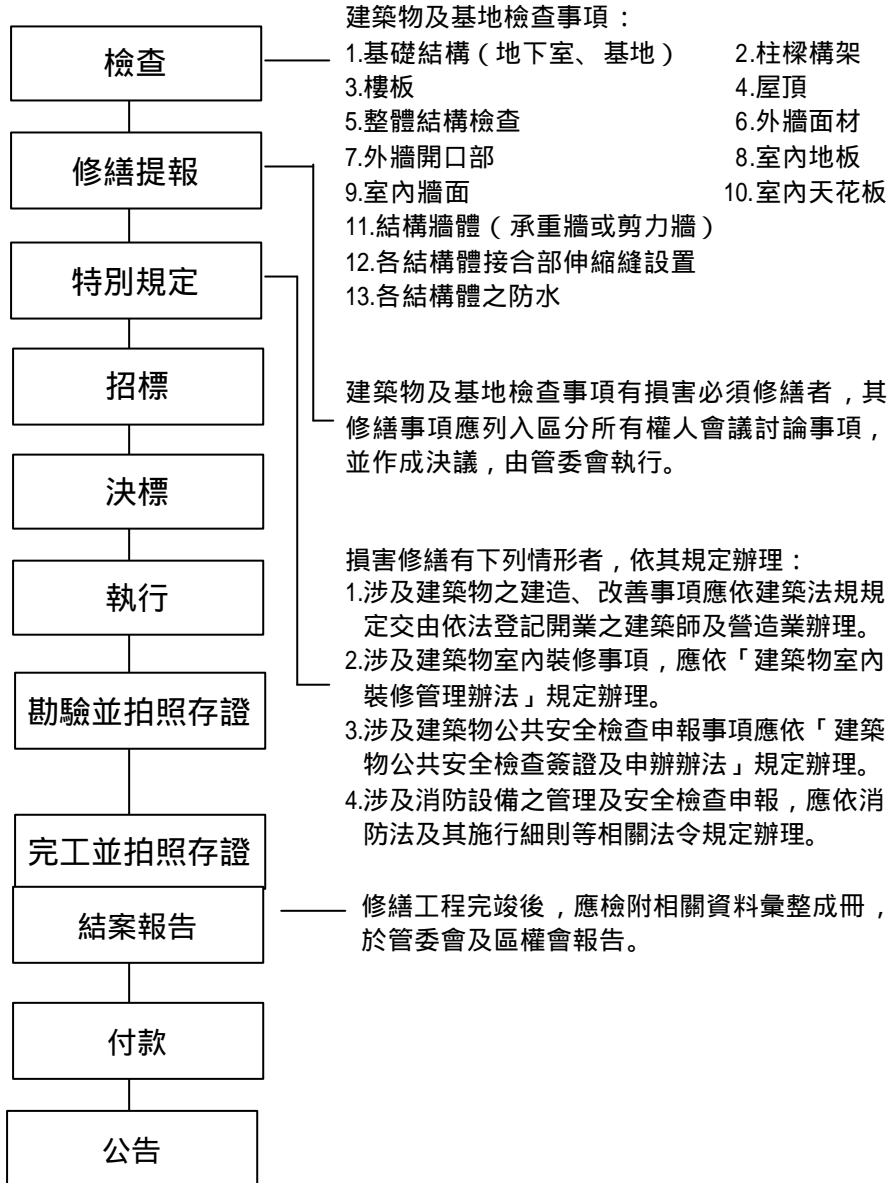 檢查
修繕提報
特別規定
招標
決標
執行
勘驗並拍照存證
完工並拍照存證
結案報告
付款
公告
建築物及基地檢查事項：
1.基礎結構（地下室、基地） 2.柱樑構架
3.樓板 4.屋頂
5.整體結構檢查 6.外牆面材
7.外牆開口部 8.室內地板
9.室內牆面 10.室內天花板
11.結構牆體（承重牆或剪力牆）
12.各結構體接合部伸縮縫設置
13.各結構體之防水
建築物及基地檢查事項有損害必須修繕者，其
修繕事項應列入區分所有權人會議討論事項，
並作成決議，由管委會執行。
損害修繕有下列情形者，依其規定辦理：
1.涉及建築物之建造、改善事項應依建築法規規
定交由依法登記開業之建築師及營造業辦理。
2.涉及建築物室內裝修事項，應依「建築物室內
裝修管理辦法」規定辦理。
3.涉及建築物公共安全檢查申報事項應依「建築
物公共安全檢查簽證及申辦辦法」規定辦理。
4.涉及消防設備之管理及安全檢查申報，應依消
防法及其施行細則等相關法令規定辦理。
修繕工程完竣後，應檢附相關資料彙整成冊，
於管委會及區權會報告。